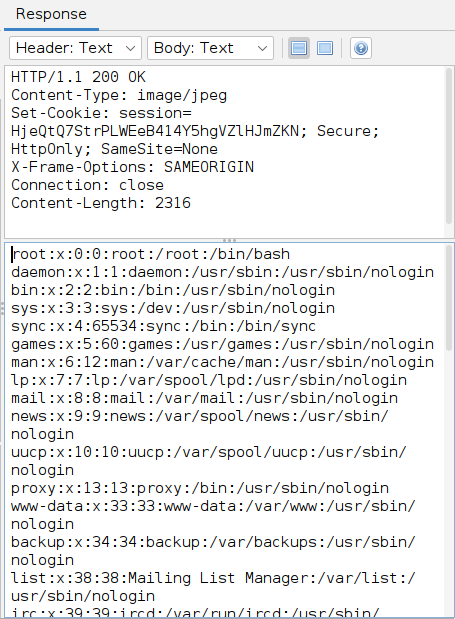 Response
Header: Text Body: Text
HTTP/1.1 200 OK
Content-Type: image/jpeg
Set-Cookie: session=
HjeQtQ7StrPLWEeB414Y5hgVZlHJmZKN; Secure;
HttpOnly; SameSite=None
X-Frame-Options: SAMEORIGIN
Connection: close
Content-Length: 2316
root:x:0:0:root:/root:/bin/bash
daemon:x:1:1:daemon:/usr/sbin:/usr/sbin/nologin
bin:x:2:2:bin:/bin:/usr/sbin/nologin
sys:x:3:3:sys:/dev:/usr/sbin/nologin
sync:x:4:65534:sync:/bin:/bin/sync
games:x:5:60:games:/usr/games:/usr/sbin/nologin
man:x:6:12:man:/var/cache/man:/usr/sbin/nologin
lp:x:7:7:lp:/var/spool/lpd:/usr/sbin/nologin
mail:x:8:8:mail:/var/mail:/usr/sbin/nologin
news:x:9:9:news:/var/spool/news:/usr/sbin/
nologin
uucp:x:10:10:uucp:/var/spool/uucp:/usr/sbin/
nologin
proxy:x:13:13:proxy:/bin:/usr/sbin/nologin
www-data:x:33:33:www-data:/var/www:/usr/sbin/
nologin
backup:x:34:34:backup:/var/backups:/usr/sbin/
nologin
list:x:38:38:Mailing List Manager:/var/list:/
usr/sbin/nologin
irc:x:39:39:ircd:/var/run/ircd:/usr/sbin/